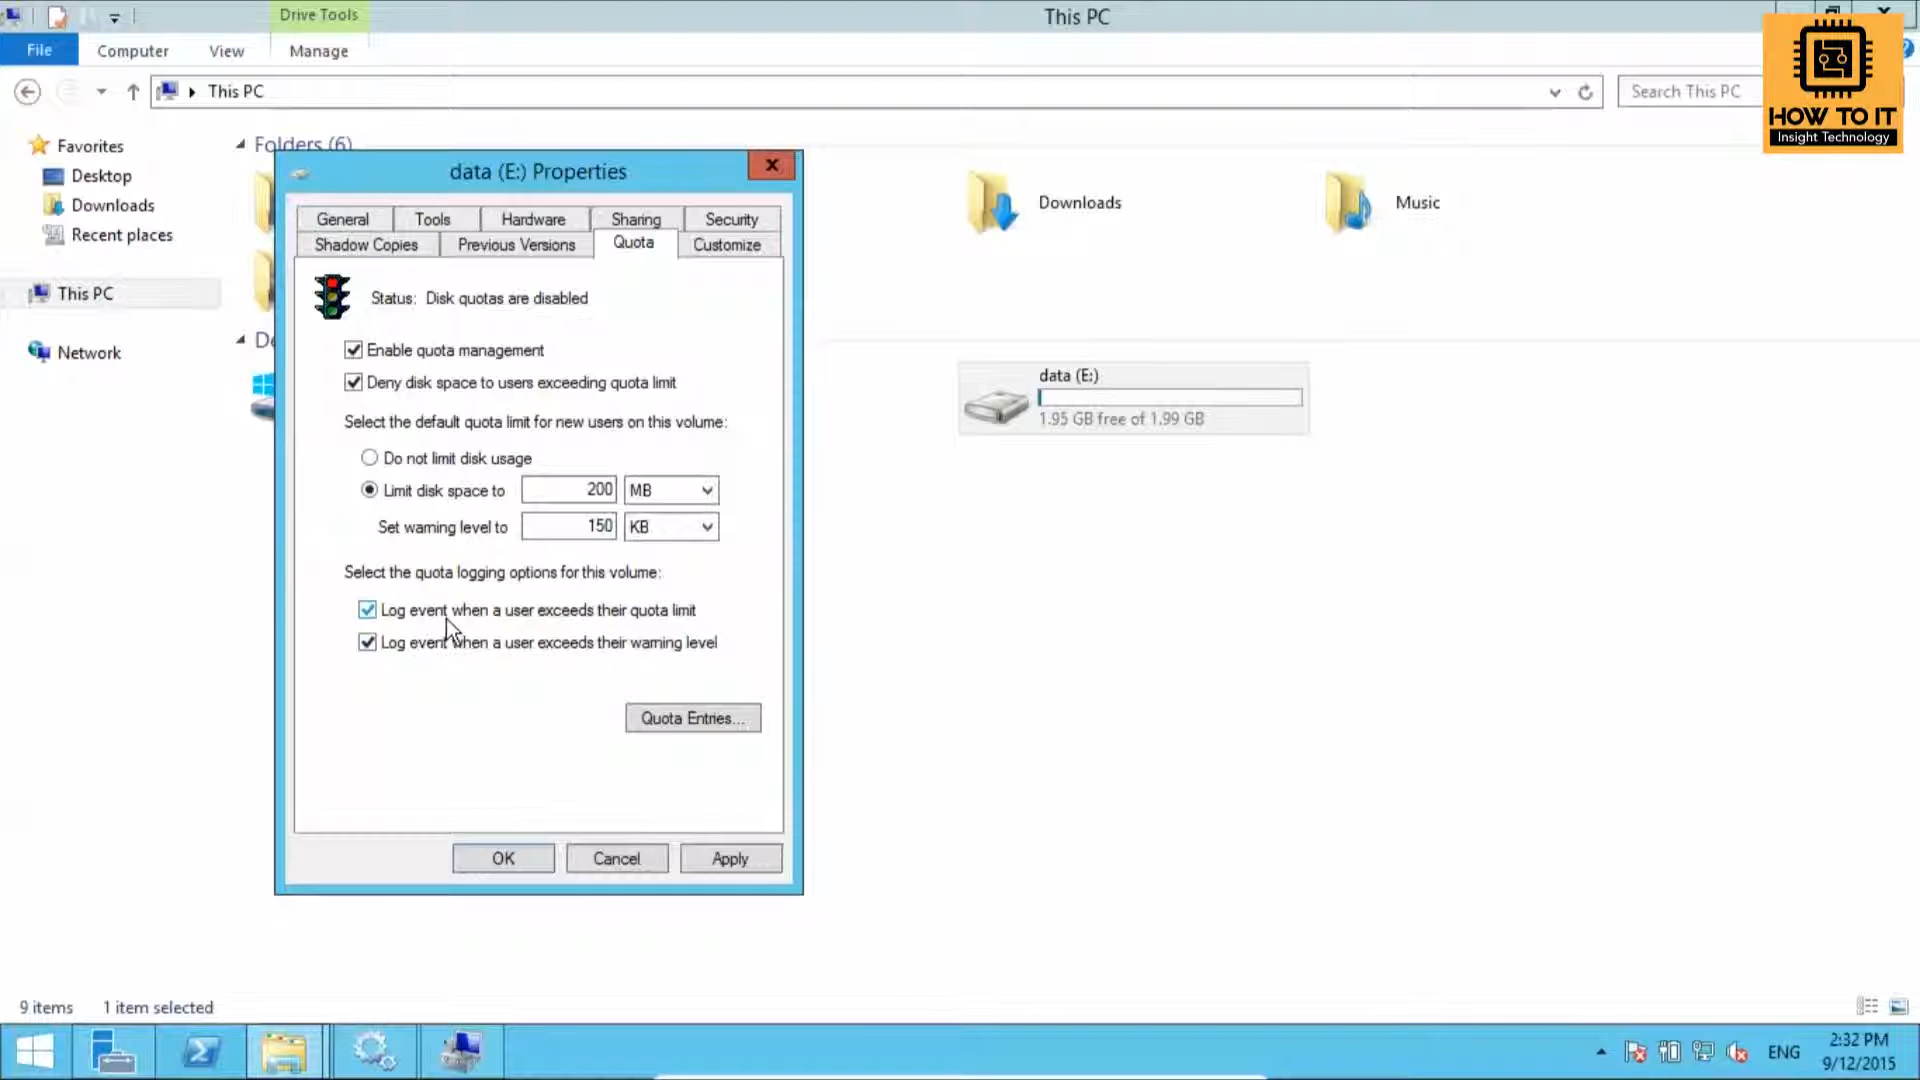 Drive Tools
This PC
File
Computer
View
Manage
This PC
Search This PC
HOW TO IT
Insight Technology
Favorites
Desktop
Downloads
Recent places
This PC
Network
Folders (6)
Downloads
Music
De
data (E:)
1.95 GB free of 1.99 GB
data (E:) Properties
X
General
Tools
Hardware
Sharing
Security
Shadow Copies
Previous Versions
Quota
Customize
Status: Disk quotas are disabled
Enable quota management
Deny disk space to users exceeding quota limit
Select the default quota limit for new users on this volume:
Do not limit disk usage
Limit disk space to 200 MB
Set warning level to 150 KB
Select the quota logging options for this volume:
Log event when a user exceeds their quota limit
Log event when a user exceeds their warning level
Quota Entries...
OK
Cancel
Apply
9 items
1 item selected
ENG
2:32 PM
9/12/2015